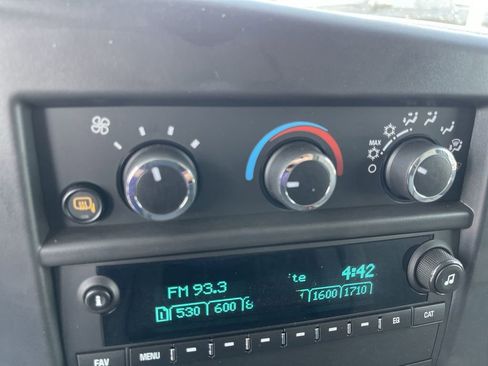 MAX
FM 93.3 te 4:42
530 600 1600 1710
FAV MENU EQ CAT